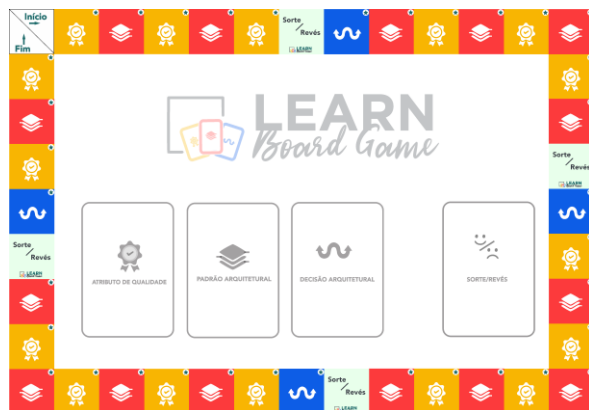 Início
Fim
Sorte
Revés
LEARN
Board Game
Sorte
Revés
Sorte
Revés
ATRIBUTO DE QUALIDADE
PADRÃO ARQUITETURAL
DECISÃO ARQUITETURAL
SORTE/REVÉS
Sorte
Revés